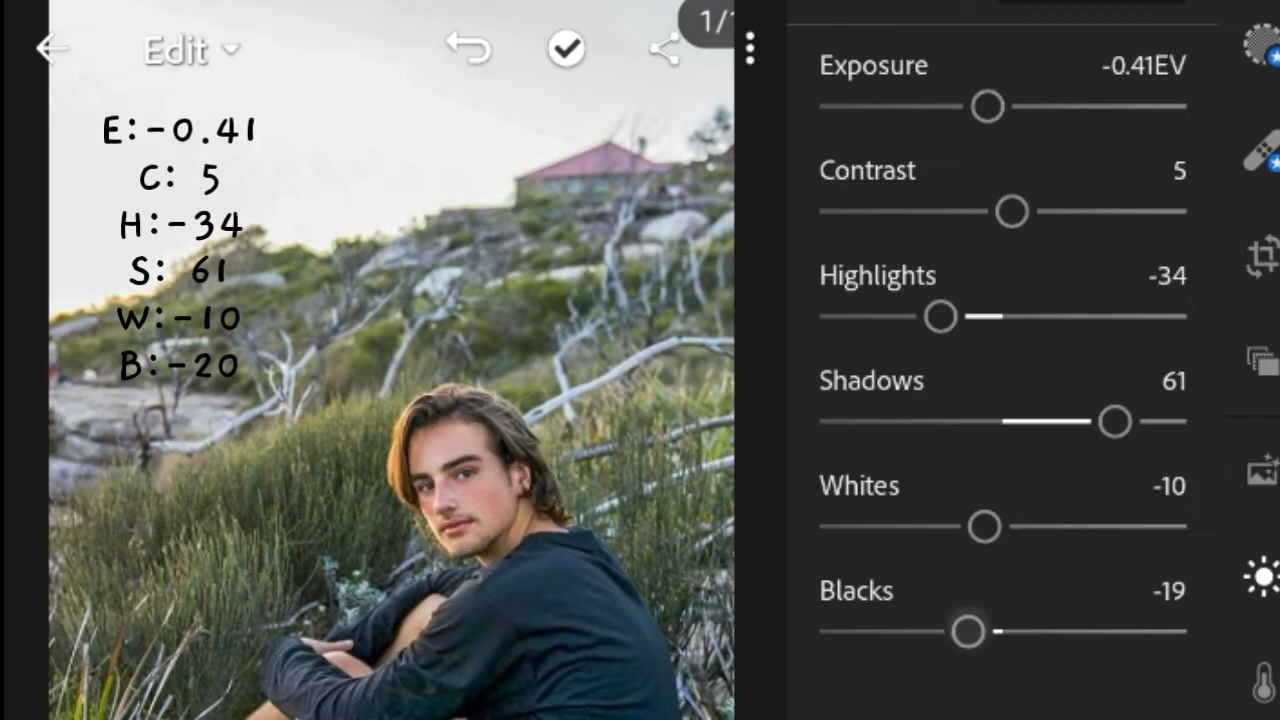 Edit
1/1
E:-0.41
C: 5
H:-34
S: 61
W:-10
B:-20
Exposure -0.41EV
Contrast 5
Highlights -34
Shadows 61
Whites -10
Blacks -19